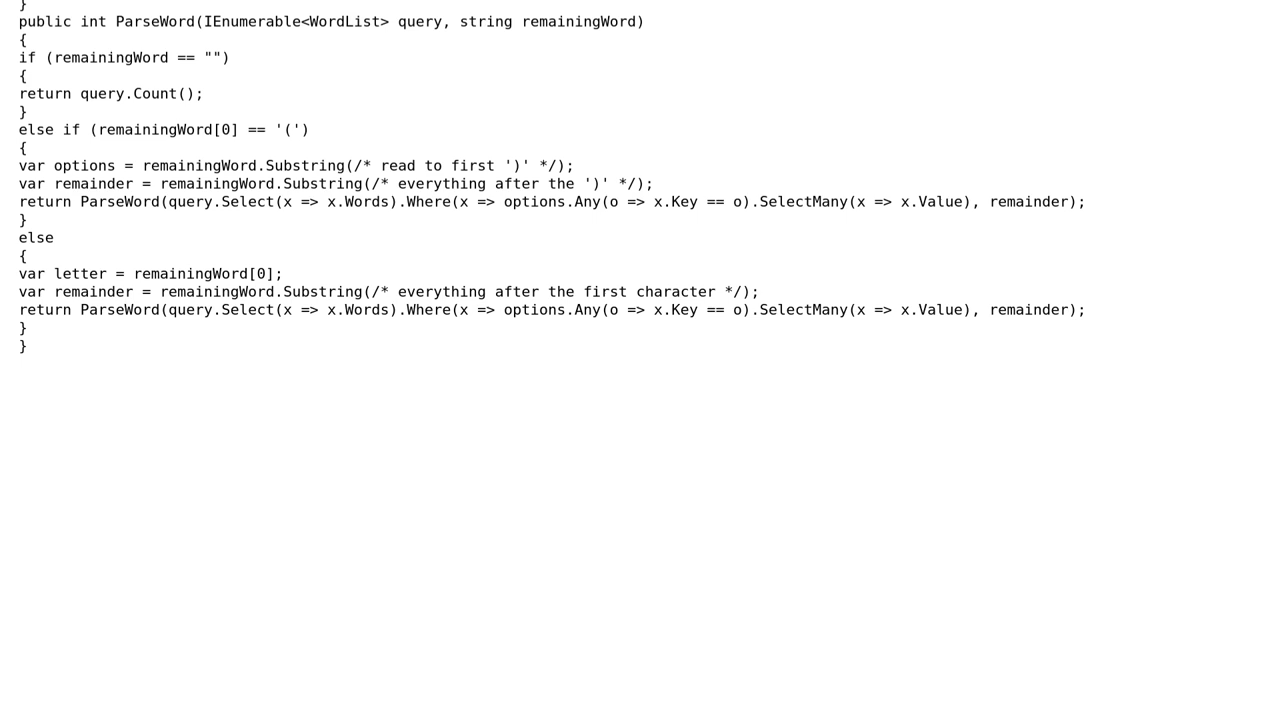 }
public int ParseWord(IEnumerable<WordList> query, string remainingWord)
{
if (remainingWord == "")
{
return query.Count();
}
else if (remainingWord[0] == '(')
{
var options = remainingWord.Substring(/* read to first ')' */);
var remainder = remainingWord.Substring(/* everything after the ')' */);
return ParseWord(query.Select(x => x.Words).Where(x => options.Any(o => x.Key == o).SelectMany(x => x.Value), remainder);
}
else
{
var letter = remainingWord[0];
var remainder = remainingWord.Substring(/* everything after the first character */);
return ParseWord(query.Select(x => x.Words).Where(x => options.Any(o => x.Key == o).SelectMany(x => x.Value), remainder);
}
}